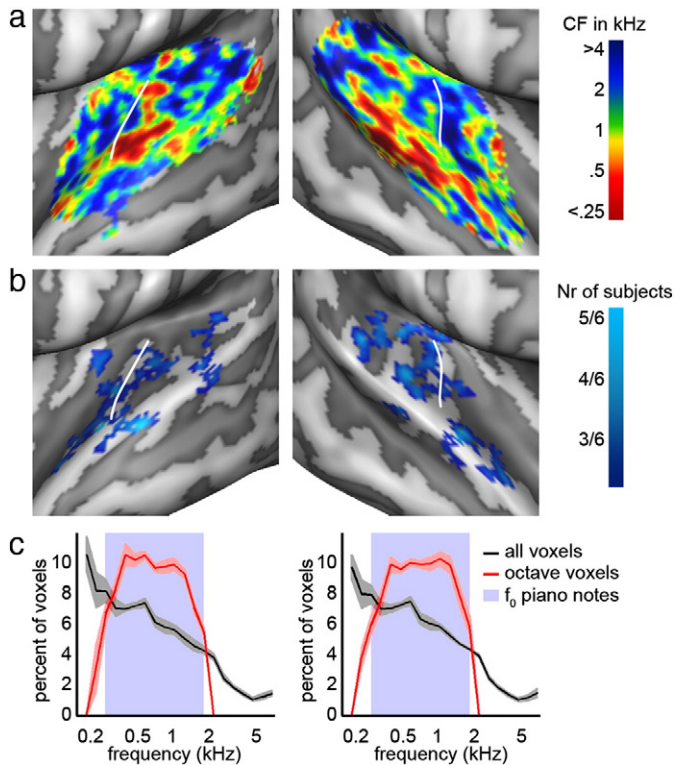 a
CF in kHz
>4
2
1
.5
<.25
b
Nr of subjects
5/6
4/6
3/6
c
percent of voxels
10
8
6
4
2
0
0.2 0.5 1 2 5
frequency (kHz)
percent of voxels
10
8
6
4
2
0
0.2 0.5 1 2 5
frequency (kHz)
all voxels
octave voxels
f0 piano notes